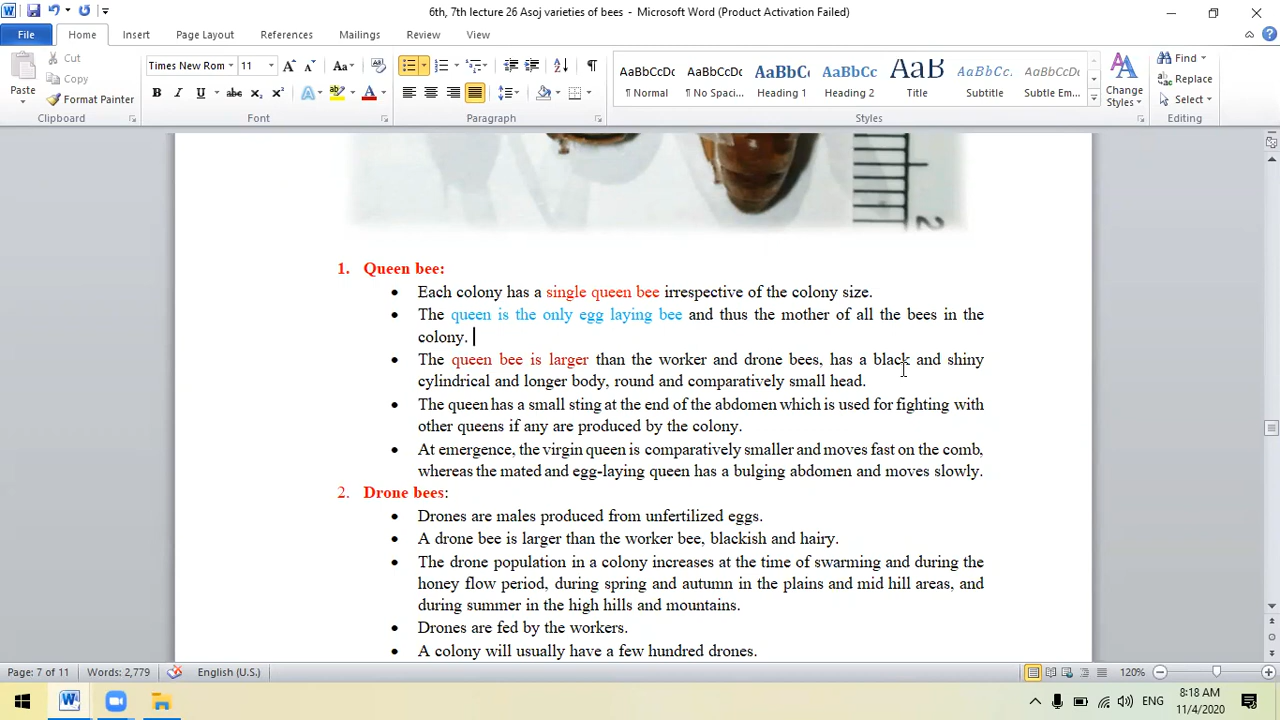 6th, 7th lecture 26 Asoj varieties of bees - Microsoft Word (Product Activation Failed)
File Home Insert Page Layout References Mailings Review View
Paste
Cut
Copy
Format Painter
Clipboard
Times New Rom 11
Font
Paragraph
AaBbCcDc AaBbCcDc AaBbCc AaBbCc AaB AaBbCcL AaBbCcDc
¶ Normal ¶ No Spaci... Heading 1 Heading 2 Title Subtitle Subtle Em...
Styles
Change Styles
Find
Replace
Select
Editing
2
1. Queen bee:
• Each colony has a single queen bee irrespective of the colony size.
• The queen is the only egg laying bee and thus the mother of all the bees in the
colony.
• The queen bee is larger than the worker and drone bees, has a black and shiny
cylindrical and longer body, round and comparatively small head.
• The queen has a small sting at the end of the abdomen which is used for fighting with
other queens if any are produced by the colony.
• At emergence, the virgin queen is comparatively smaller and moves fast on the comb,
whereas the mated and egg-laying queen has a bulging abdomen and moves slowly.
2. Drone bees:
• Drones are males produced from unfertilized eggs.
• A drone bee is larger than the worker bee, blackish and hairy.
• The drone population in a colony increases at the time of swarming and during the
honey flow period, during spring and autumn in the plains and mid hill areas, and
during summer in the high hills and mountains.
• Drones are fed by the workers.
• A colony will usually have a few hundred drones.
Page: 7 of 11 Words: 2,779 English (U.S.) 120%
ENG 8:18 AM
11/4/2020